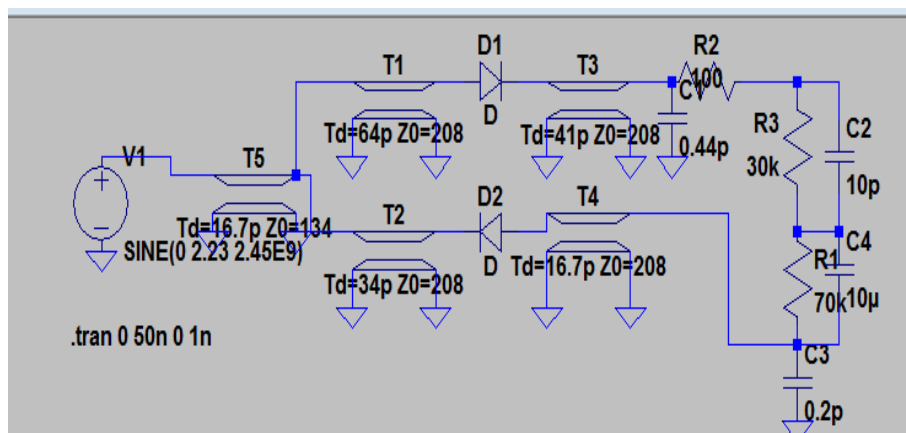 D1
R2
T1
T3
100
C1
D
R3
C2
Td=64p Z0=208
Td=41p Z0=208
0.44p
30k
10p
V1
T5
D2
T4
T2
Td=16.7p Z0=134
SINE(0 2.23 2.45E9)
D
C4
R1
Td=34p Z0=208
Td=16.7p Z0=208
70k
10µ
.tran 0 50n 0 1n
C3
0.2p